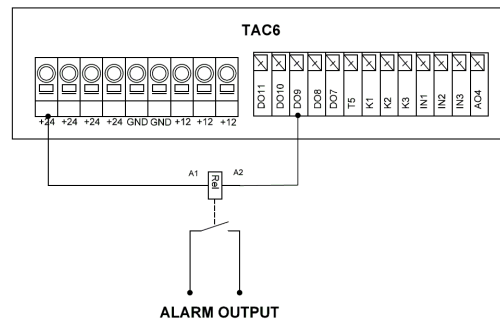 TAC6
+24 +24 +24 +24 GND GND +12 +12 +12
DO11 DO10 DO9 DO8 DO7 T5 K1 K2 K3 IN1 IN2 IN3 AO4
A1 Rel A2
ALARM OUTPUT